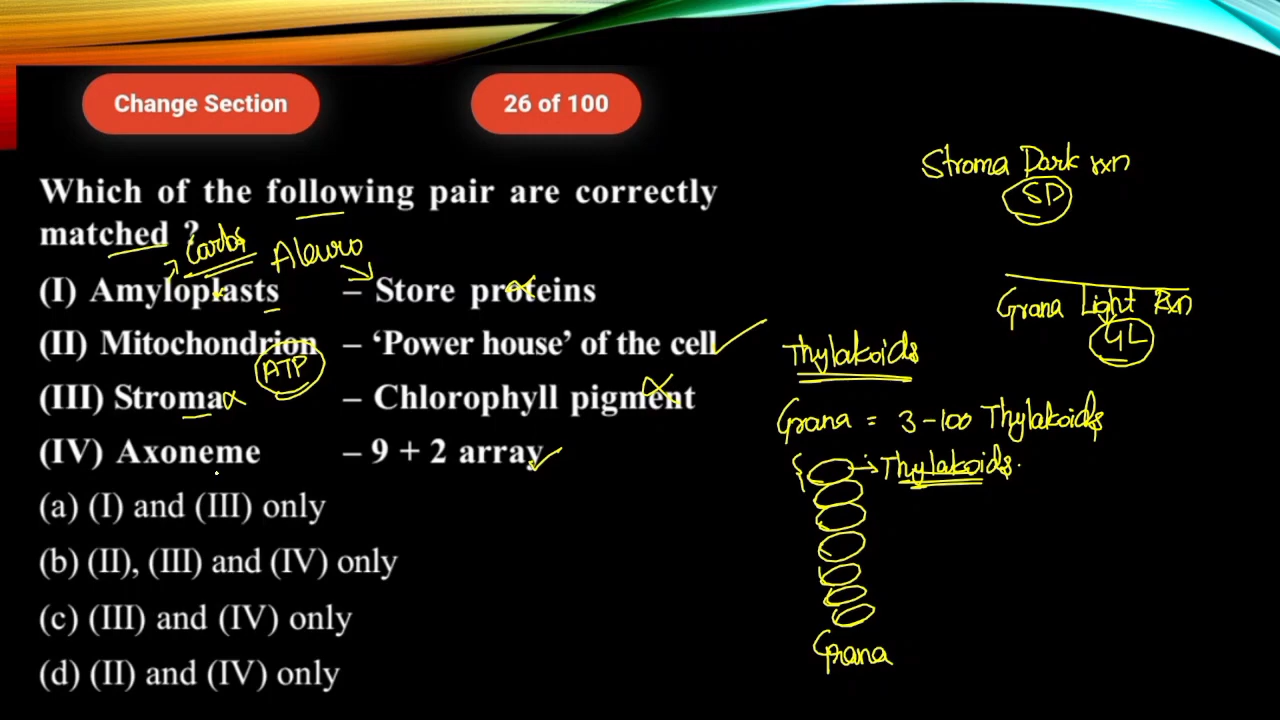 Change Section
26 of 100
Which of the following pair are correctly
matched ?
Carbs
Aleuro
(I) Amyloplasts – Store proteins
(II) Mitochondrion – ‘Power house’ of the cell
ATP
(III) Stroma – Chlorophyll pigment
(IV) Axoneme – 9 + 2 array
(a) (I) and (III) only
(b) (II), (III) and (IV) only
(c) (III) and (IV) only
(d) (II) and (IV) only
Stroma Dark rxn
SD
Grana Light Rxn
GL
Thylakoids
Grana = 3-100 Thylakoids
Thylakoids.
Grana